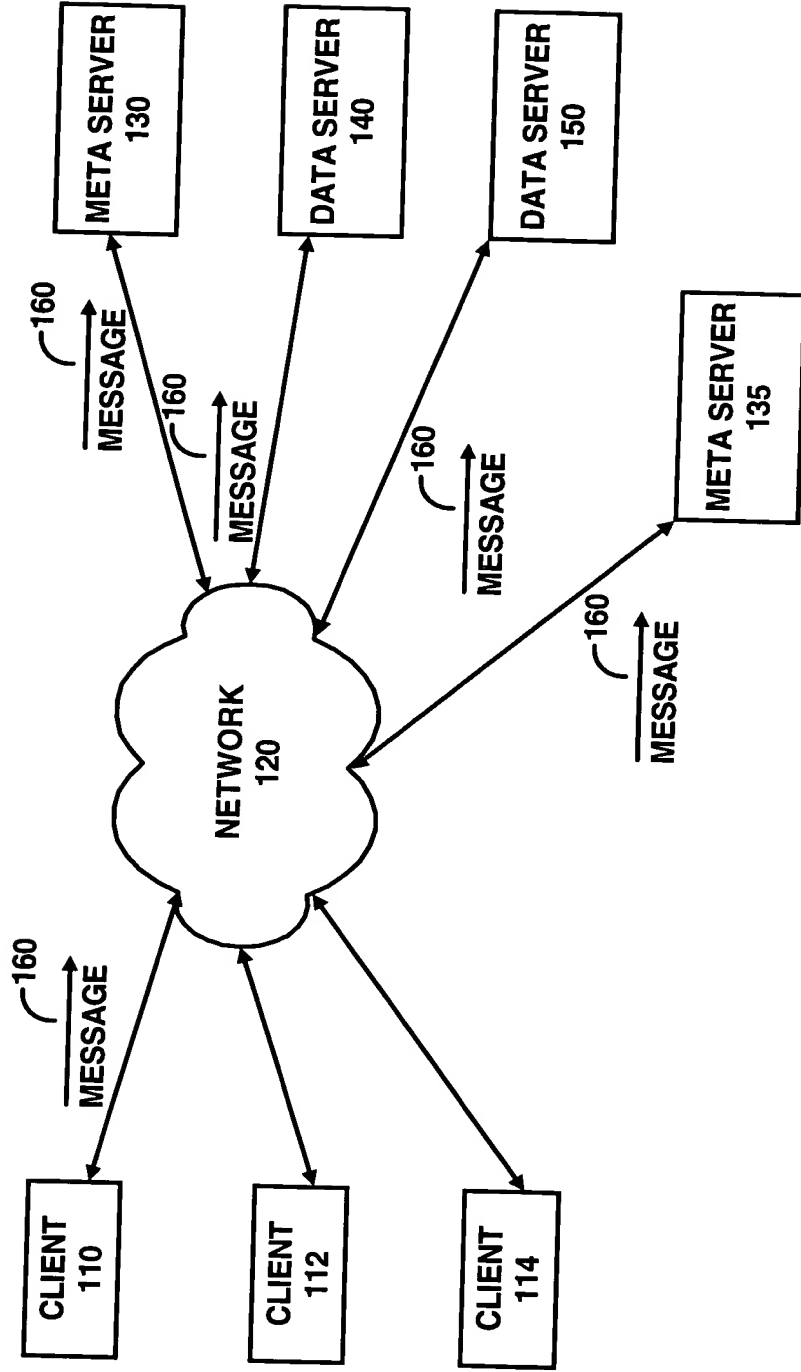 CLIENT
110
CLIENT
112
CLIENT
114
160
MESSAGE
NETWORK
120
160
MESSAGE
160
MESSAGE
160
MESSAGE
160
MESSAGE
META SERVER
130
DATA SERVER
140
DATA SERVER
150
META SERVER
135